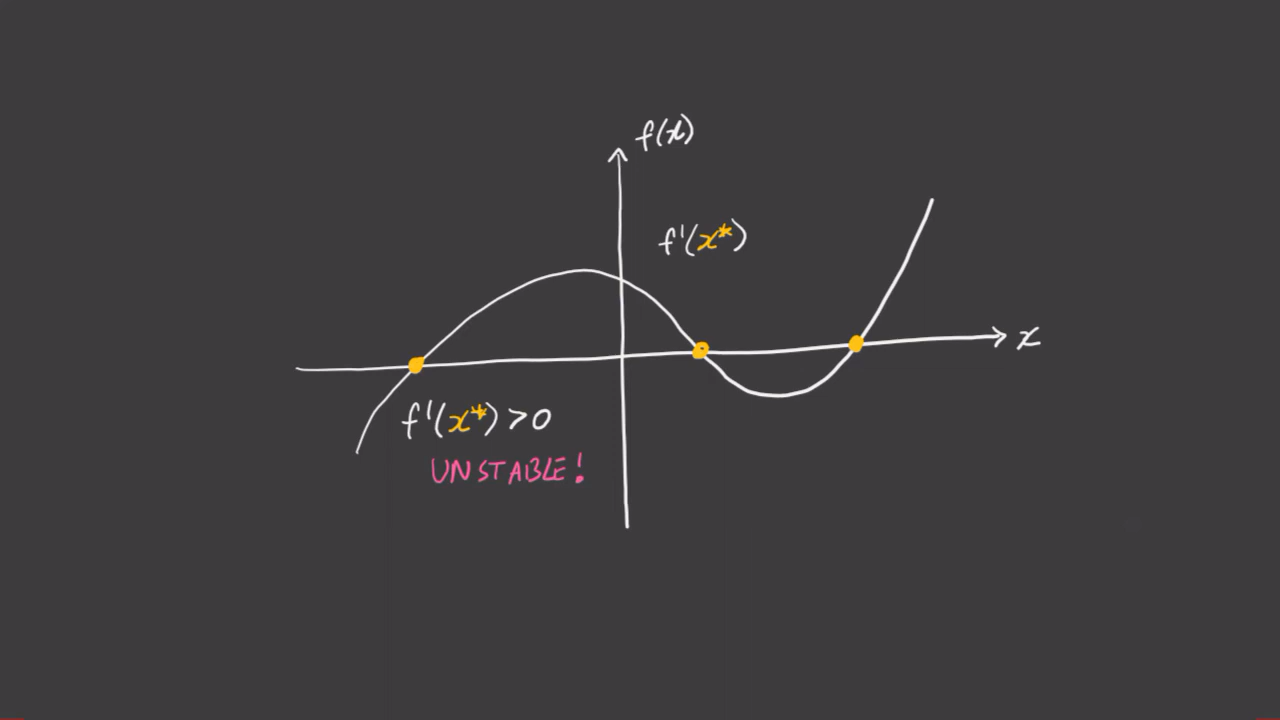 f(x)
f'(x*)
x
f'(x*) > 0
UNSTABLE!